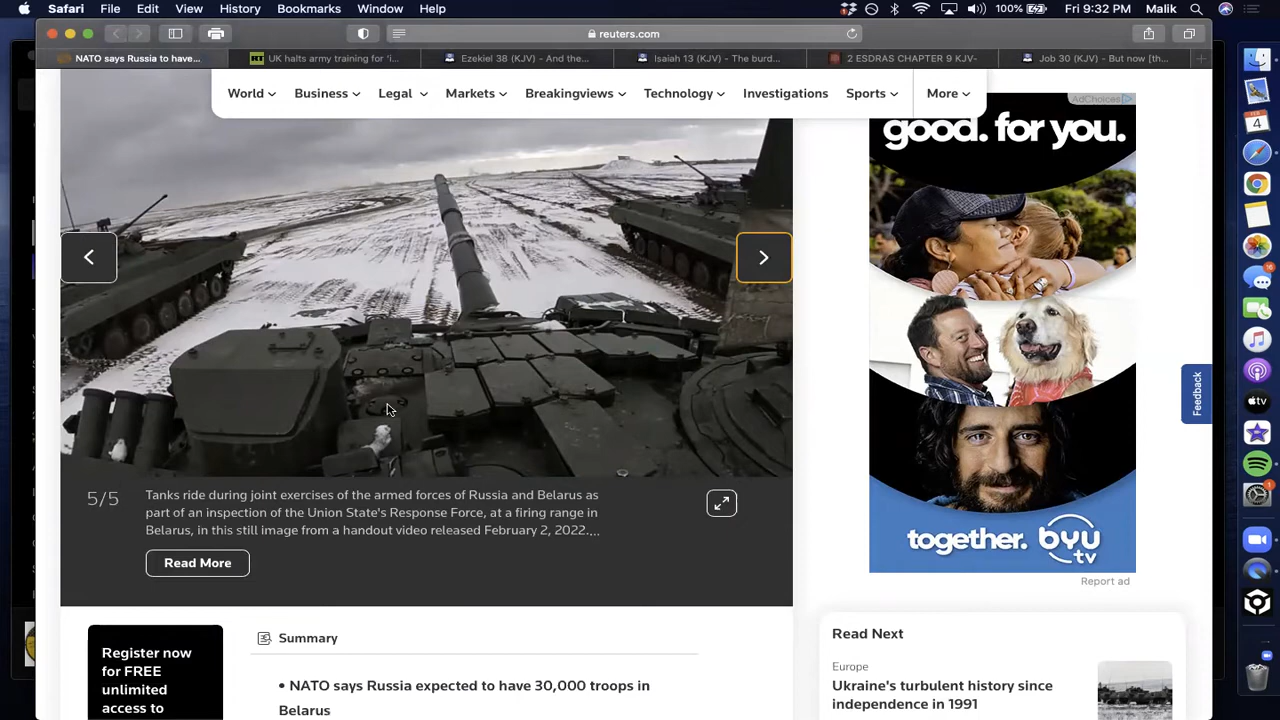 Safari File Edit View History Bookmarks Window Help 100% Fri 9:32 PM Malik
reuters.com
NATO says Russia to have... UK halts army training for 'i... Ezekiel 38 (KJV) - And the... Isaiah 13 (KJV) - The burd... 2 ESDRAS CHAPTER 9 KJV- Job 30 (KJV) - But now [th...
World Business Legal Markets Breakingviews Technology Investigations Sports More
AdChoices
good. for you.
FEB
4
16
tv
Feedback
1
5/5
Tanks ride during joint exercises of the armed forces of Russia and Belarus as
part of an inspection of the Union State's Response Force, at a firing range in
Belarus, in this still image from a handout video released February 2, 2022....
Read More
together. byu
tv
Report ad
Register now
for FREE
unlimited
access to
Summary
• NATO says Russia expected to have 30,000 troops in
Belarus
Read Next
Europe
Ukraine's turbulent history since
independence in 1991